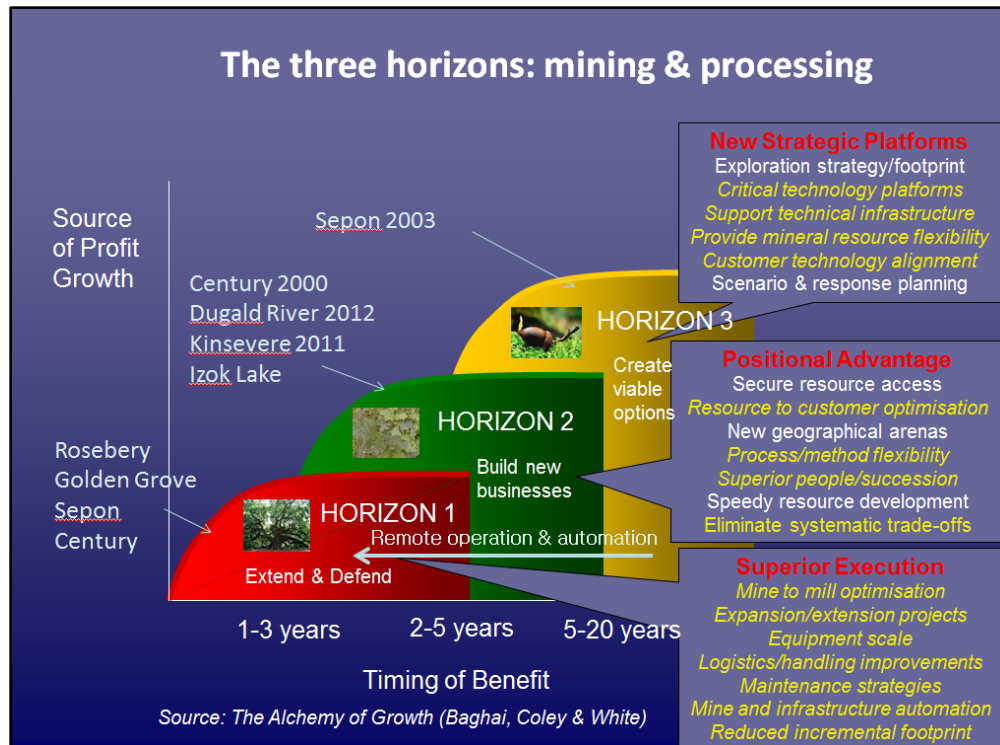 The three horizons: mining & processing
New Strategic Platforms
Exploration strategy/footprint
Critical technology platforms
Support technical infrastructure
Provide mineral resource flexibility
Customer technology alignment
Scenario & response planning
Source
of Profit
Growth
Sepon 2003
Century 2000
Dugald River 2012
Kinsevere 2011
Izok Lake
HORIZON 3
Create
viable
options
Positional Advantage
Secure resource access
Resource to customer optimisation
New geographical arenas
Process/method flexibility
Superior people/succession
Speedy resource development
Eliminate systematic trade-offs
HORIZON 2
Build new
businesses
Rosebery
Golden Grove
Sepon
Century
HORIZON 1
Remote operation & automation
Extend & Defend
Superior Execution
Mine to mill optimisation
Expansion/extension projects
Equipment scale
Logistics/handling improvements
Maintenance strategies
Mine and infrastructure automation
Reduced incremental footprint
1-3 years
2-5 years
5-20 years
Timing of Benefit
Source: The Alchemy of Growth (Baghai, Coley & White)